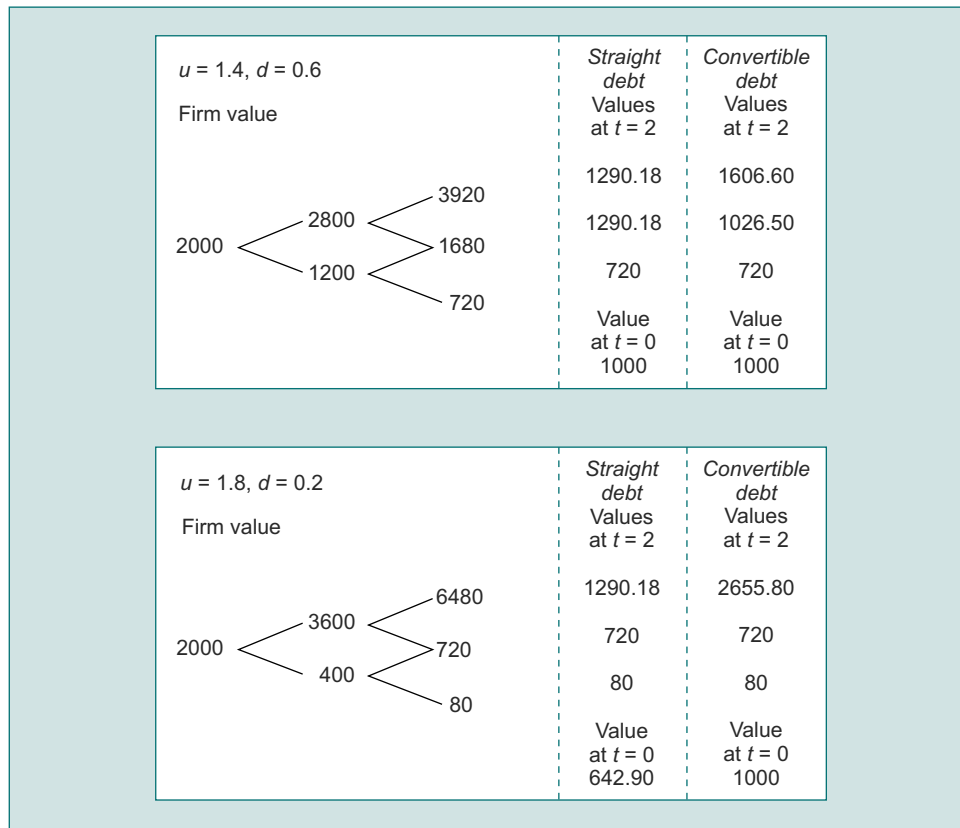 u = 1.4, d = 0.6
Firm value
2000
2800
1200
3920
1680
720
Straight
debt
Values
at t = 2
1290.18
1290.18
720
Value
at t = 0
1000
Convertible
debt
Values
at t = 2
1606.60
1026.50
720
Value
at t = 0
1000
u = 1.8, d = 0.2
Firm value
2000
3600
400
6480
720
80
Straight
debt
Values
at t = 2
1290.18
720
80
Value
at t = 0
642.90
Convertible
debt
Values
at t = 2
2655.80
720
80
Value
at t = 0
1000